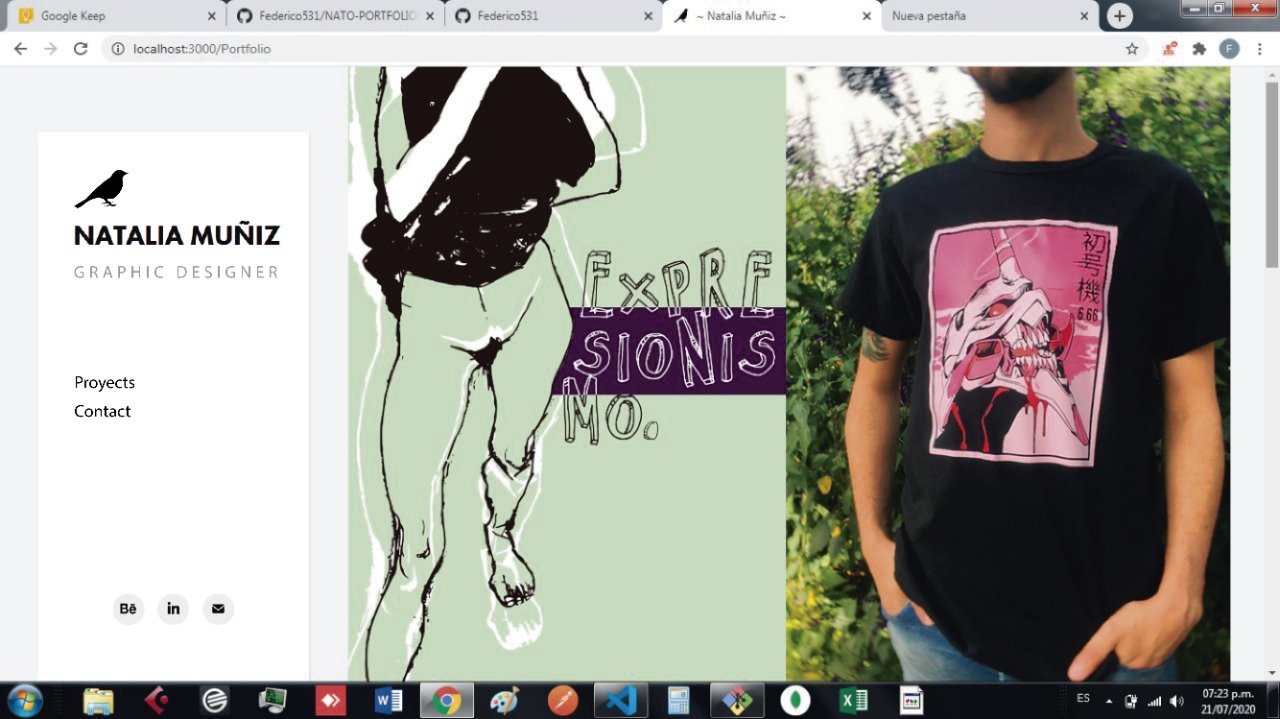 Google Keep
Federico531/NATO-PORTFOLIO
Federico531
~ Natalia Muñiz ~
Nueva pestaña
localhost:3000/Portfolio
F
NATALIA MUÑIZ
GRAPHIC DESIGNER
Proyects
Contact
Bē
in
EXPRE
SIONIS
MO.
初号機
6.66
ES
07:23 p.m.
21/07/2020